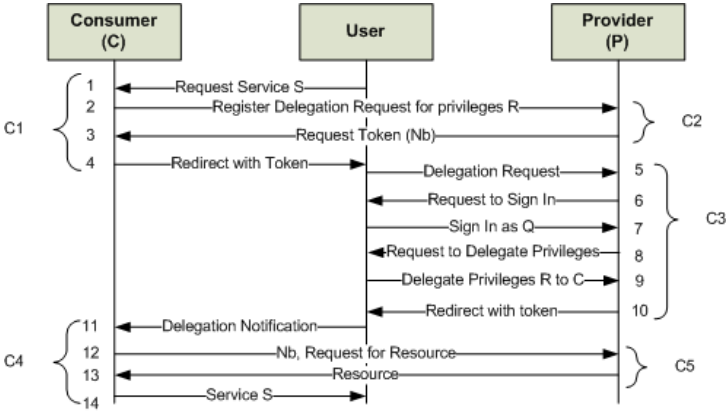 Consumer
(C)
User
Provider
(P)
1
Request Service S
2
Register Delegation Request for privileges R
C1
C2
3
Request Token (Nb)
4
Redirect with Token
Delegation Request
5
Request to Sign In
6
C3
Sign In as Q
7
Request to Delegate Privileges
8
Delegate Privileges R to C
9
Redirect with token
10
11
Delegation Notification
12
Nb, Request for Resource
C4
C5
13
Resource
14
Service S